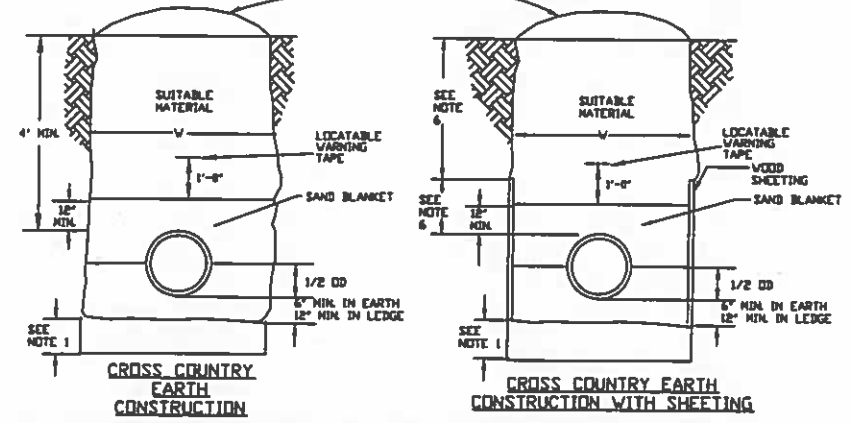 SUITABLE
MATERIAL
4' MIN.
W
LOCATABLE
WARNING
TAPE
1'-0"
SAND BLANKET
12"
MIN.
1/2 OD
6" MIN. IN EARTH
12" MIN. IN LEDGE
SEE
NOTE 1
CROSS COUNTRY
EARTH
CONSTRUCTION
SEE
NOTE
6
SUITABLE
MATERIAL
W
LOCATABLE
WARNING
TAPE
WOOD
SHEETING
1'-0"
SEE
NOTE
6
12"
MIN.
SAND BLANKET
1/2 OD
6" MIN. IN EARTH
12" MIN. IN LEDGE
SEE
NOTE 1
CROSS COUNTRY EARTH
CONSTRUCTION WITH SHEETING